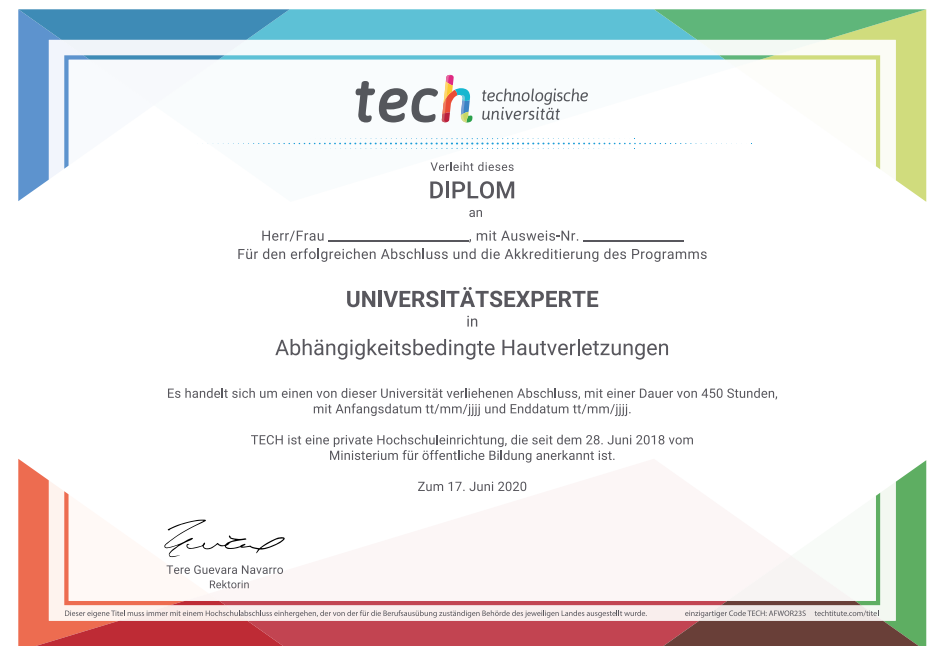 tech technologische
universität
Verleiht dieses
DIPLOM
an
Herr/Frau ____________________, mit Ausweis-Nr. ______________
Für den erfolgreichen Abschluss und die Akkreditierung des Programms
UNIVERSITÄTSEXPERTE
in
Abhängigkeitsbedingte Hautverletzungen
Es handelt sich um einen von dieser Universität verliehenen Abschluss, mit einer Dauer von 450 Stunden,
mit Anfangsdatum tt/mm/jjjj und Enddatum tt/mm/jjjj.
TECH ist eine private Hochschuleinrichtung, die seit dem 28. Juni 2018 vom
Ministerium für öffentliche Bildung anerkannt ist.
Zum 17. Juni 2020
Tere Guevara Navarro
Rektorin
Dieser eigene Titel muss immer mit einem Hochschulabschluss einhergehen, der von der für die Berufsausübung zuständigen Behörde des jeweiligen Landes ausgestellt wurde. einzigartiger Code TECH: AFWOR23S techtitute.com/titel